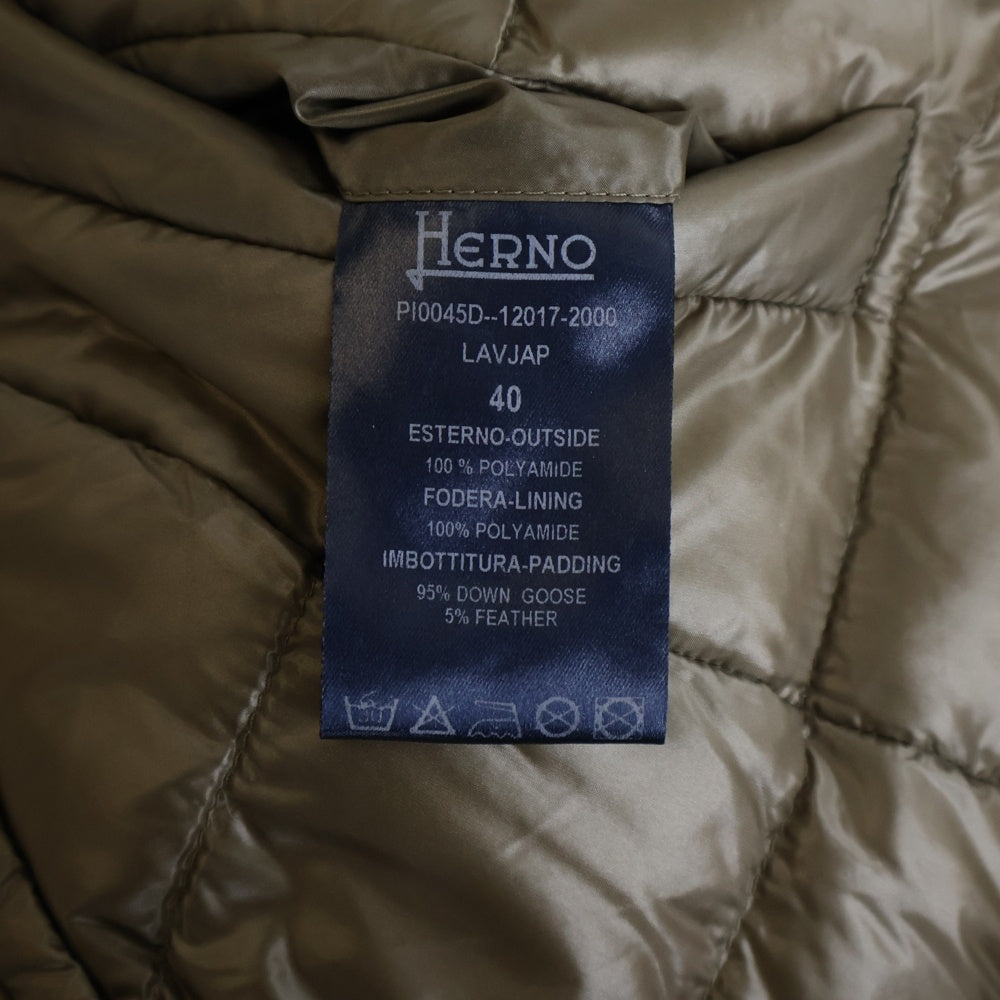 HERNO
PI0045D--12017-2000
LAVJAP
40
ESTERNO-OUTSIDE
100 % POLYAMIDE
FODERA-LINING
100% POLYAMIDE
IMBOTTITURA-PADDING
95% DOWN GOOSE
5% FEATHER